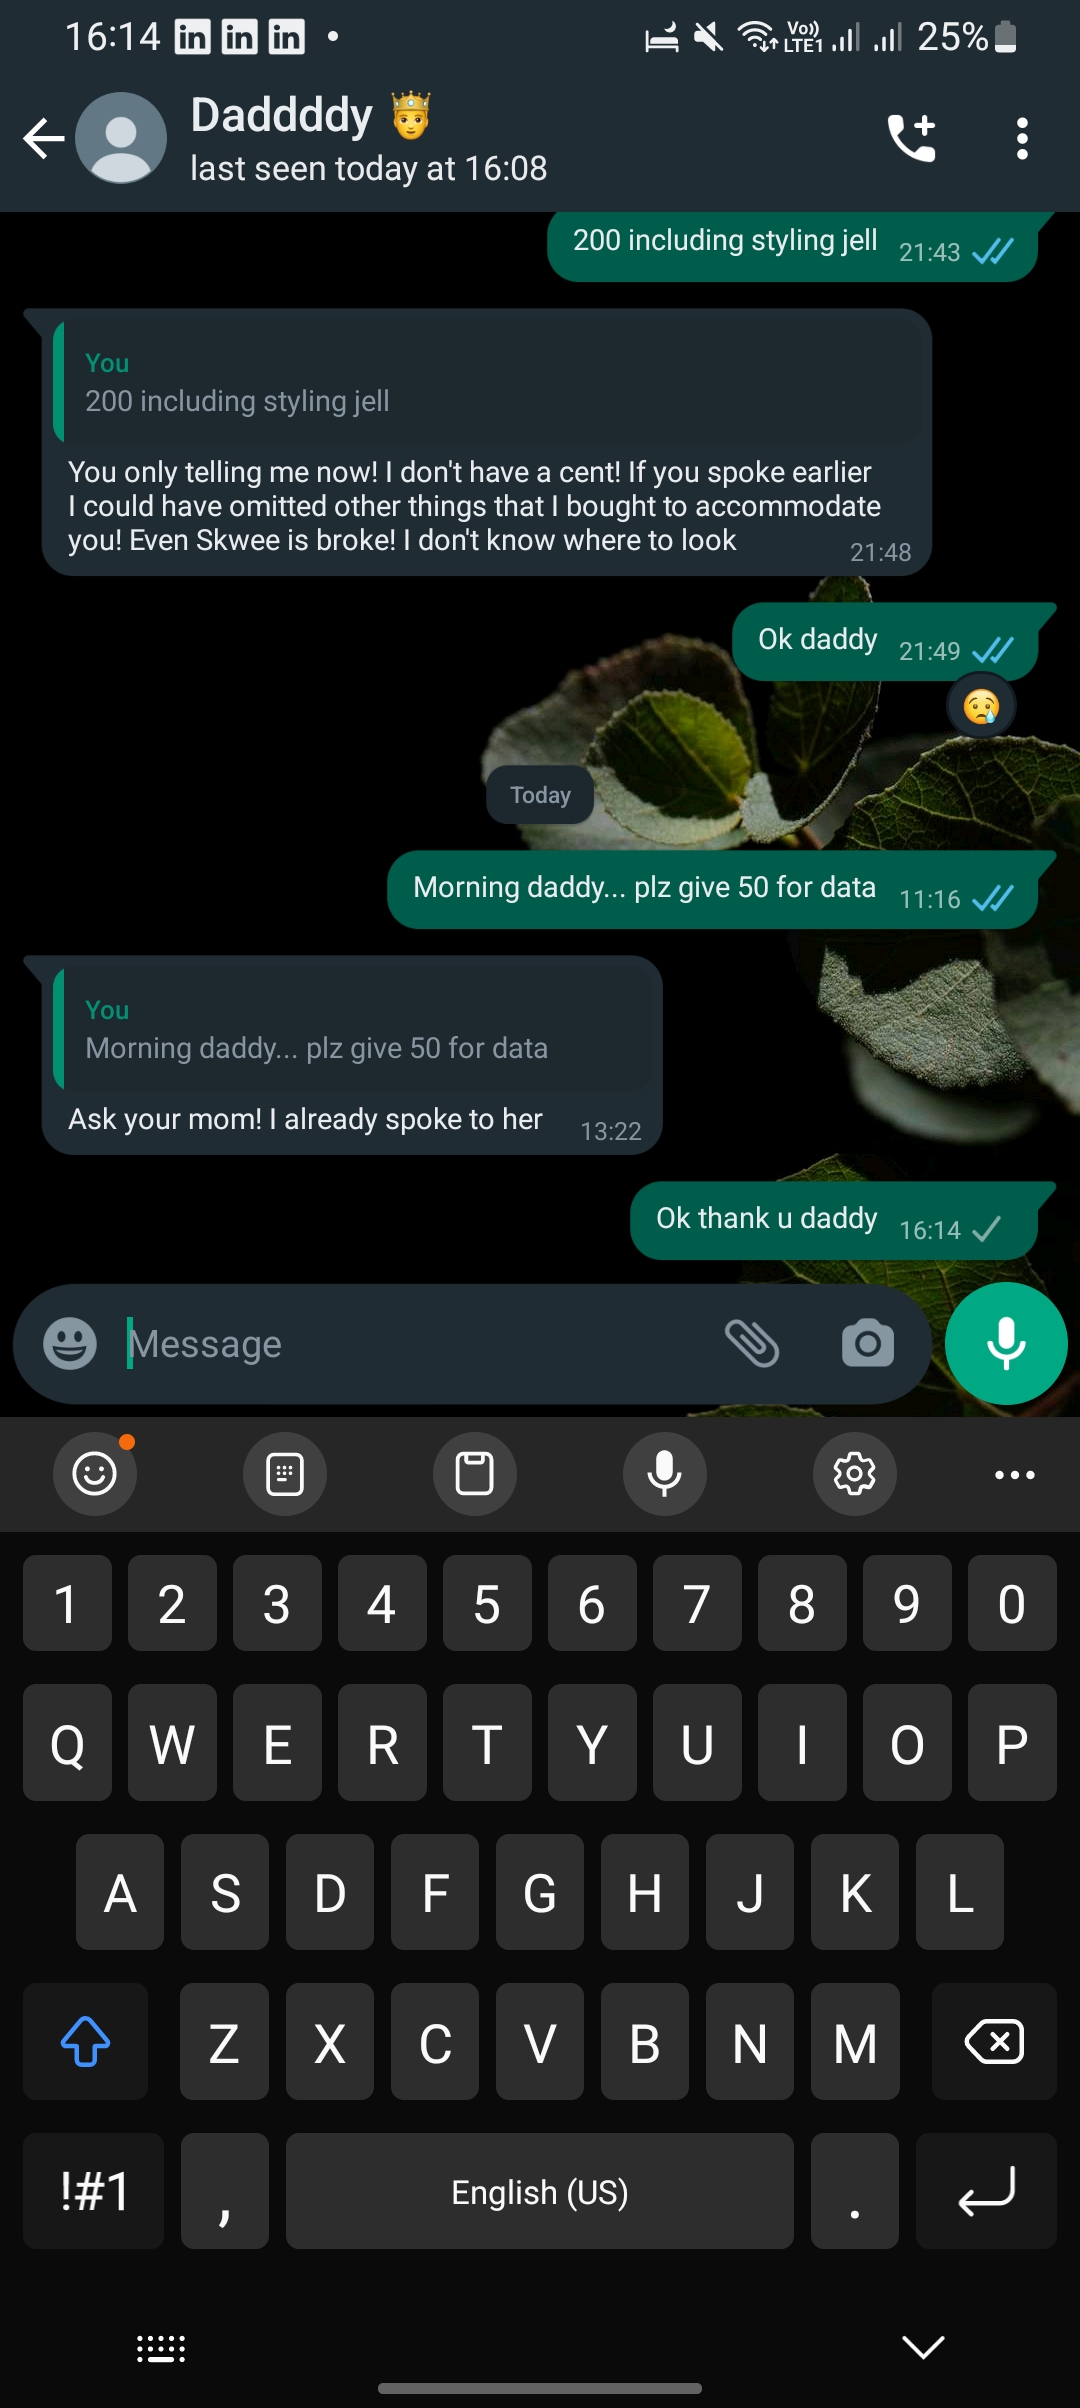 16:14 in in in • Vo)) LTE1 25%
Daddddy 🤴
last seen today at 16:08
200 including styling jell 21:43
You
200 including styling jell
You only telling me now! I don't have a cent! If you spoke earlier
I could have omitted other things that I bought to accommodate
you! Even Skwee is broke! I don't know where to look 21:48
Ok daddy 21:49
😢
Today
Morning daddy... plz give 50 for data 11:16
You
Morning daddy... plz give 50 for data
Ask your mom! I already spoke to her 13:22
Ok thank u daddy 16:14
Message
1 2 3 4 5 6 7 8 9 0
Q W E R T Y U I O P
A S D F G H J K L
Z X C V B N M
!#1 , English (US) .